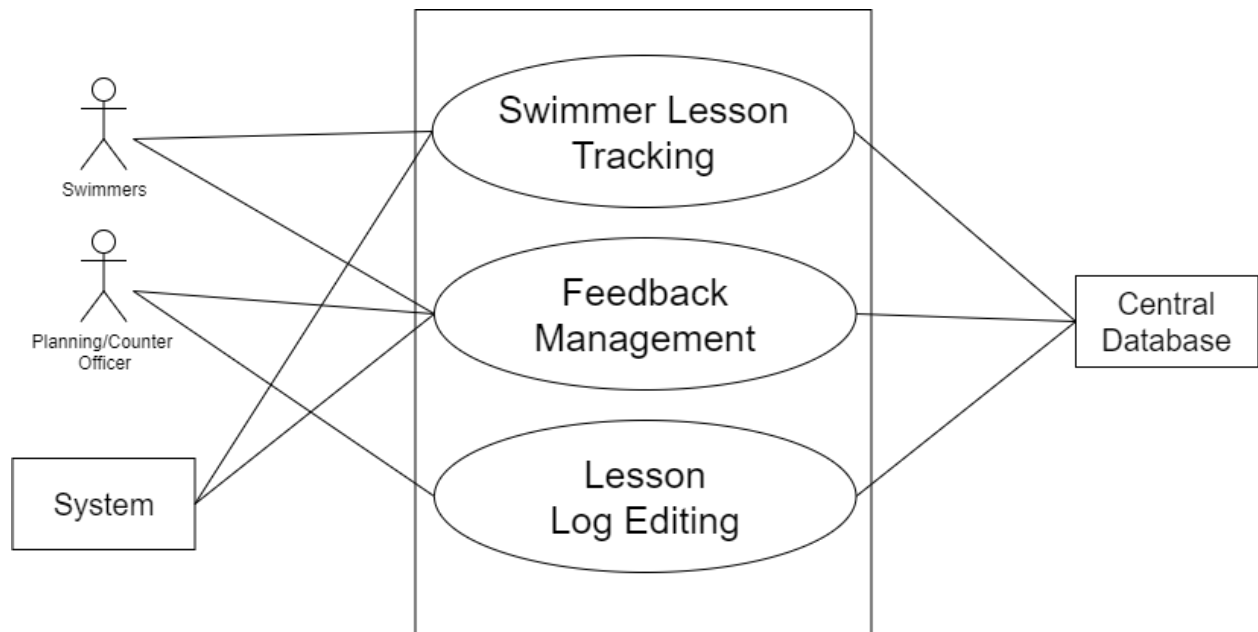 Swimmers
Planning/Counter
Officer
System
Swimmer Lesson
Tracking
Feedback
Management
Lesson
Log Editing
Central
Database